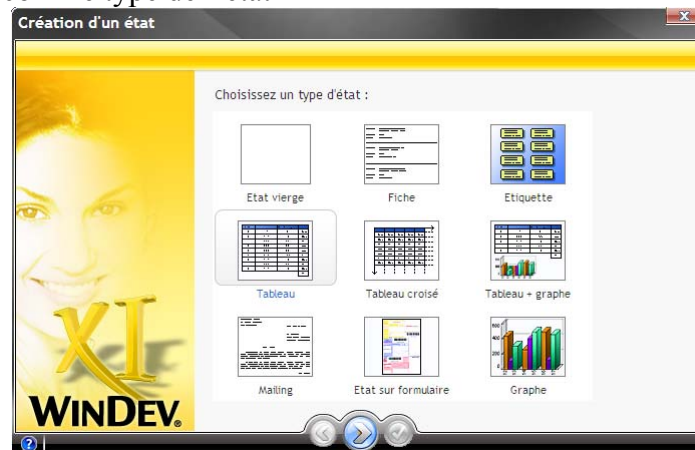 Création d'un état
Choisissez un type d'état :
Etat vierge
Fiche
Etiquette
Tableau
Tableau croisé
Tableau + graphe
Mailing
Etat sur formulaire
Graphe
XI
WINDEV®